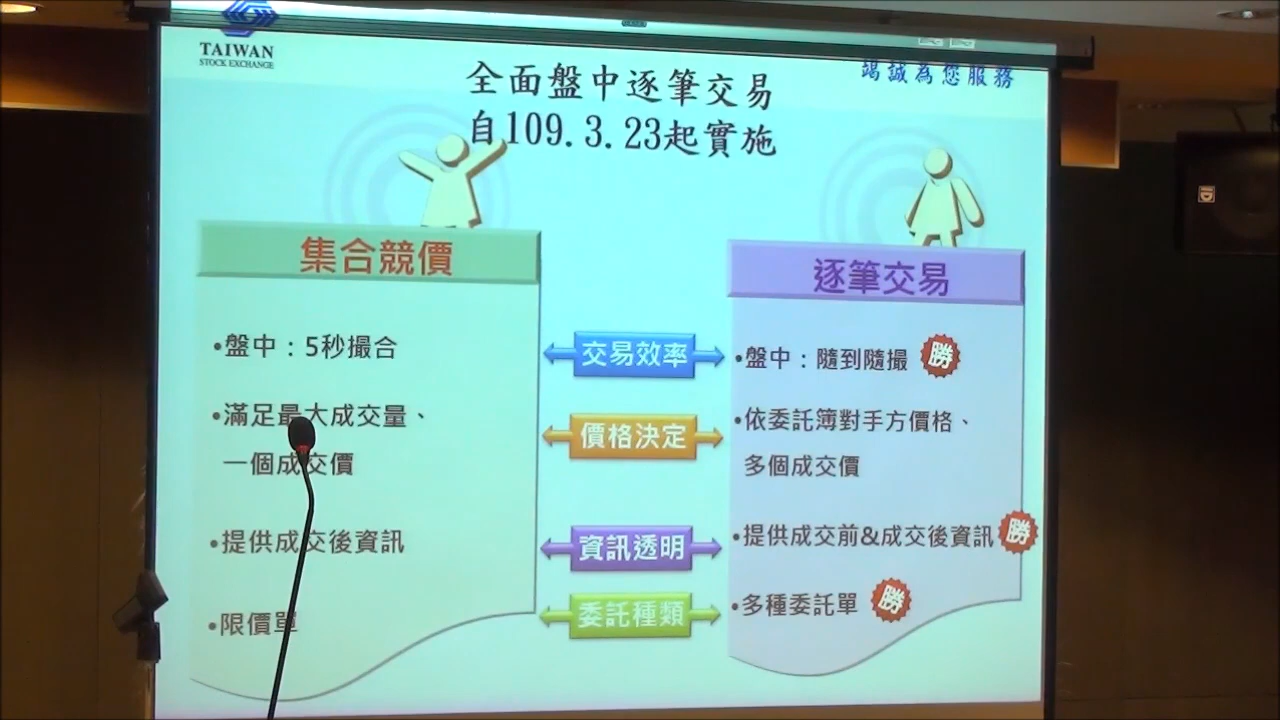 TAIWAN
STOCK EXCHANGE
竭誠為您服務
全面盤中逐筆交易
自109.3.23起實施
集合競價
逐筆交易
•盤中：5秒撮合
交易效率
•盤中：隨到隨撮
勝
•滿足最大成交量、
一個成交價
價格決定
•依委託簿對手方價格、
多個成交價
•提供成交後資訊
資訊透明
•提供成交前&成交後資訊
勝
•限價單
委託種類
•多種委託單
勝